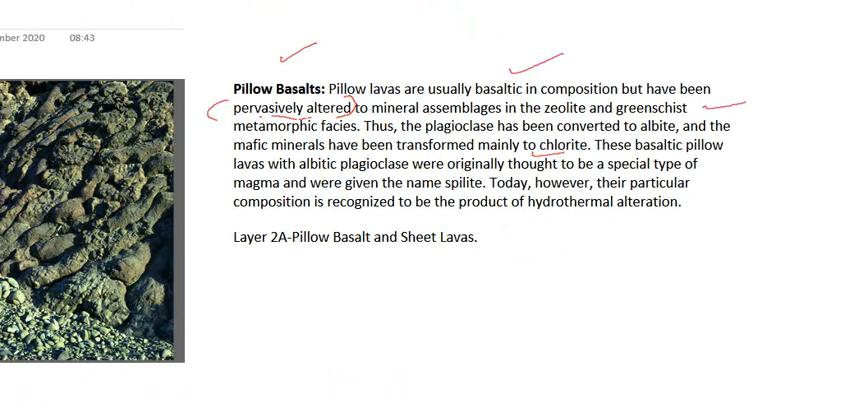 mber 2020 08:43
Pillow Basalts: Pillow lavas are usually basaltic in composition but have been
pervasively altered to mineral assemblages in the zeolite and greenschist
metamorphic facies. Thus, the plagioclase has been converted to albite, and the
mafic minerals have been transformed mainly to chlorite. These basaltic pillow
lavas with albitic plagioclase were originally thought to be a special type of
magma and were given the name spilite. Today, however, their particular
composition is recognized to be the product of hydrothermal alteration.
Layer 2A-Pillow Basalt and Sheet Lavas.